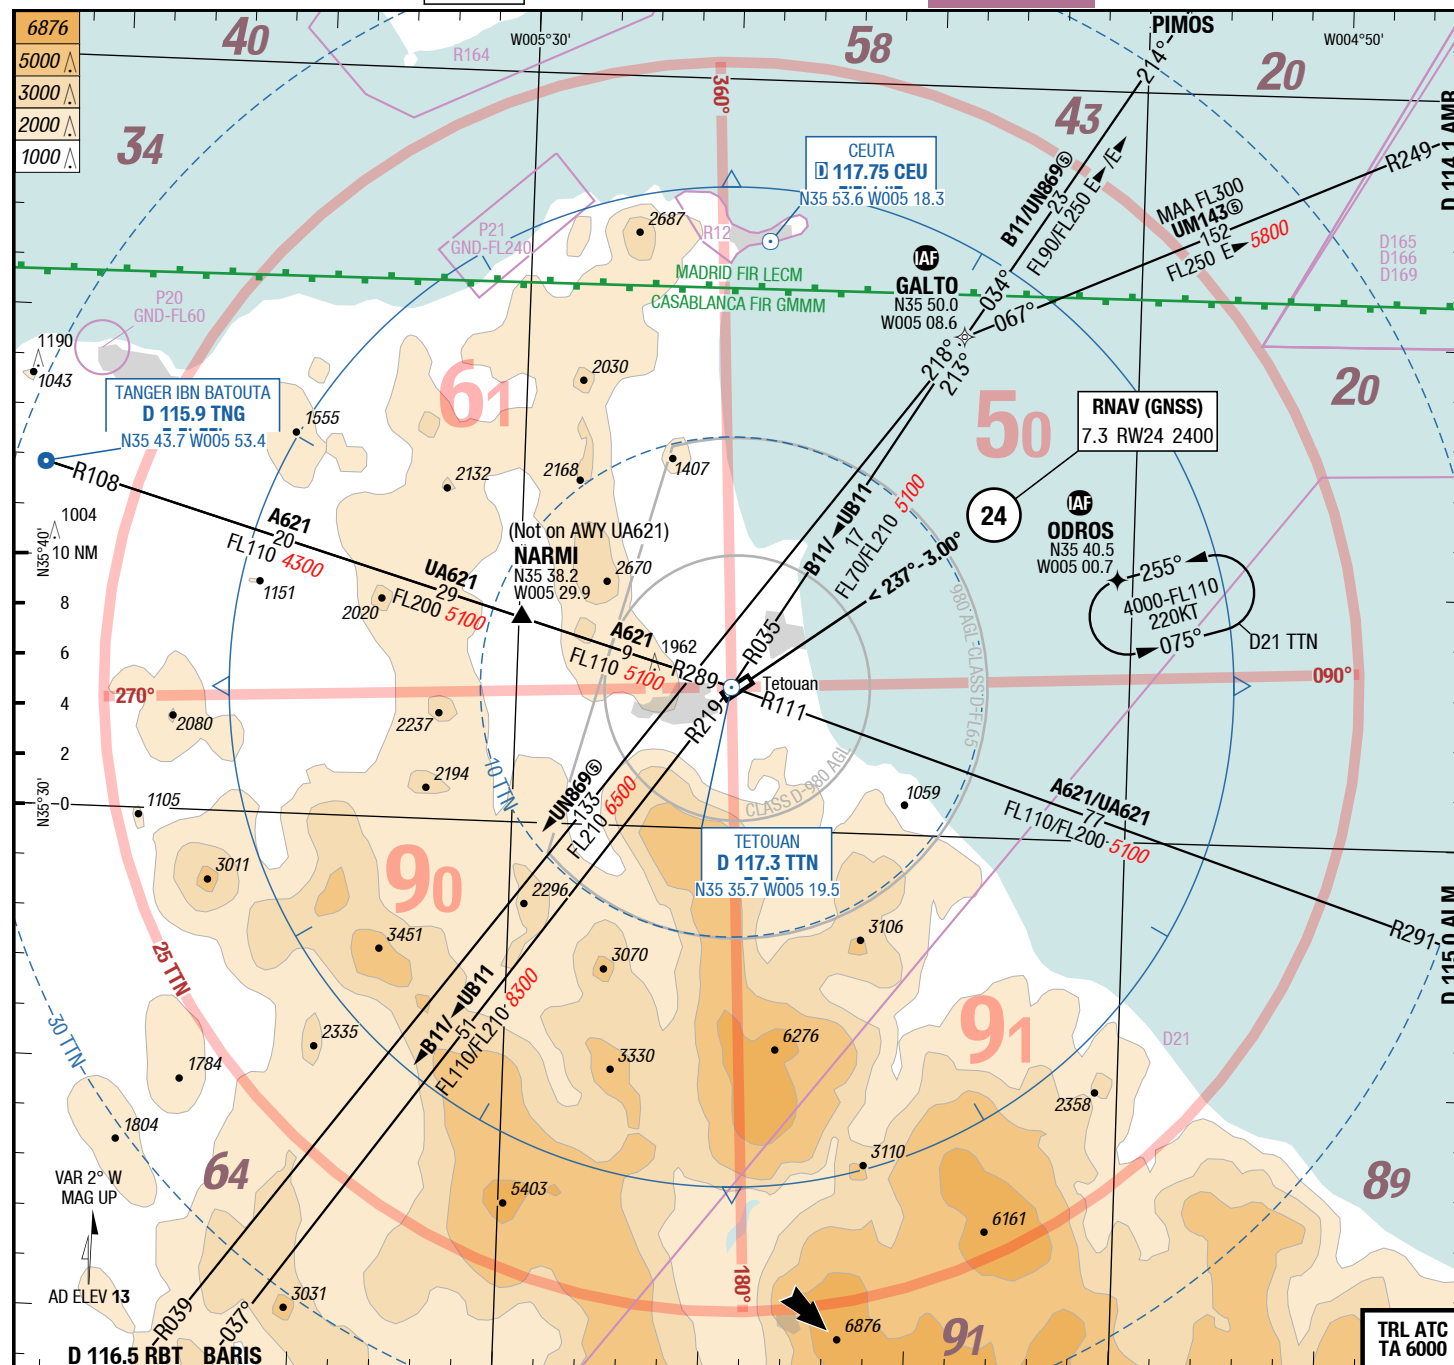 6876
5000
3000
2000
1000
40
58
20
34
43
W005°30'
W004°50'
PIMOS
214°
R164
360°
D 114.1 AMR
R249
CEUTA
D 117.75 CEU
N35 53.6 W005 18.3
B11/UN869⑤
23
FL90/FL250 E /E
MAA FL300
UM143⑤
152
FL250 E 5800
D165
D166
D169
P21
GND-FL240
2687
R12
MADRID FIR LECM
CASABLANCA FIR GMMM
IAF
GALTO
N35 50.0
W005 08.6
034°
067°
218°
213°
P20
GND-FL60
1190
1043
2030
61
50
20
TANGER IBN BATOUTA
D 115.9 TNG
N35 43.7 W005 53.4
1555
RNAV (GNSS)
7.3 RW24 2400
24
2132
2168
1407
R108
A621
20
FL110 4300
1004
N35°40'
10 NM
8
6
4
2
0
1151
2020
UA621
29
FL200 5100
(Not on AWY UA621)
NARMI
N35 38.2
W005 29.9
2670
B11/ UB11
17
FL70/FL210 5100
< 237°-3.00°
IAF
ODROS
N35 40.5
W005 00.7
255°
4000-FL110
220KT
075°
D21 TTN
980 AGL-CLASS D-FL65
A621
9
FL110 5100
1962
R289
R035
Tetouan
R111
R219
270°
090°
2080
2237
2194
10 TTN
N35°30'
1105
UN869⑤
133
FL210 6500
CLASS D-980 AGL
1059
A621/UA621
77
FL110/FL200 5100
TETOUAN
D 117.3 TTN
N35 35.7 W005 19.5
90
3011
2296
3451
3070
3106
R291
D 115.0 ALM
25 TTN
30 TTN
B11/ UB11
51
FL110/FL210 8300
91
D21
2335
3330
6276
2358
1784
1804
3110
64
89
VAR 2° W
MAG UP
5403
6161
AD ELEV 13
3031
180°
6876
91
R039
037°
D 116.5 RBT
BARIS
TRL ATC
TA 6000